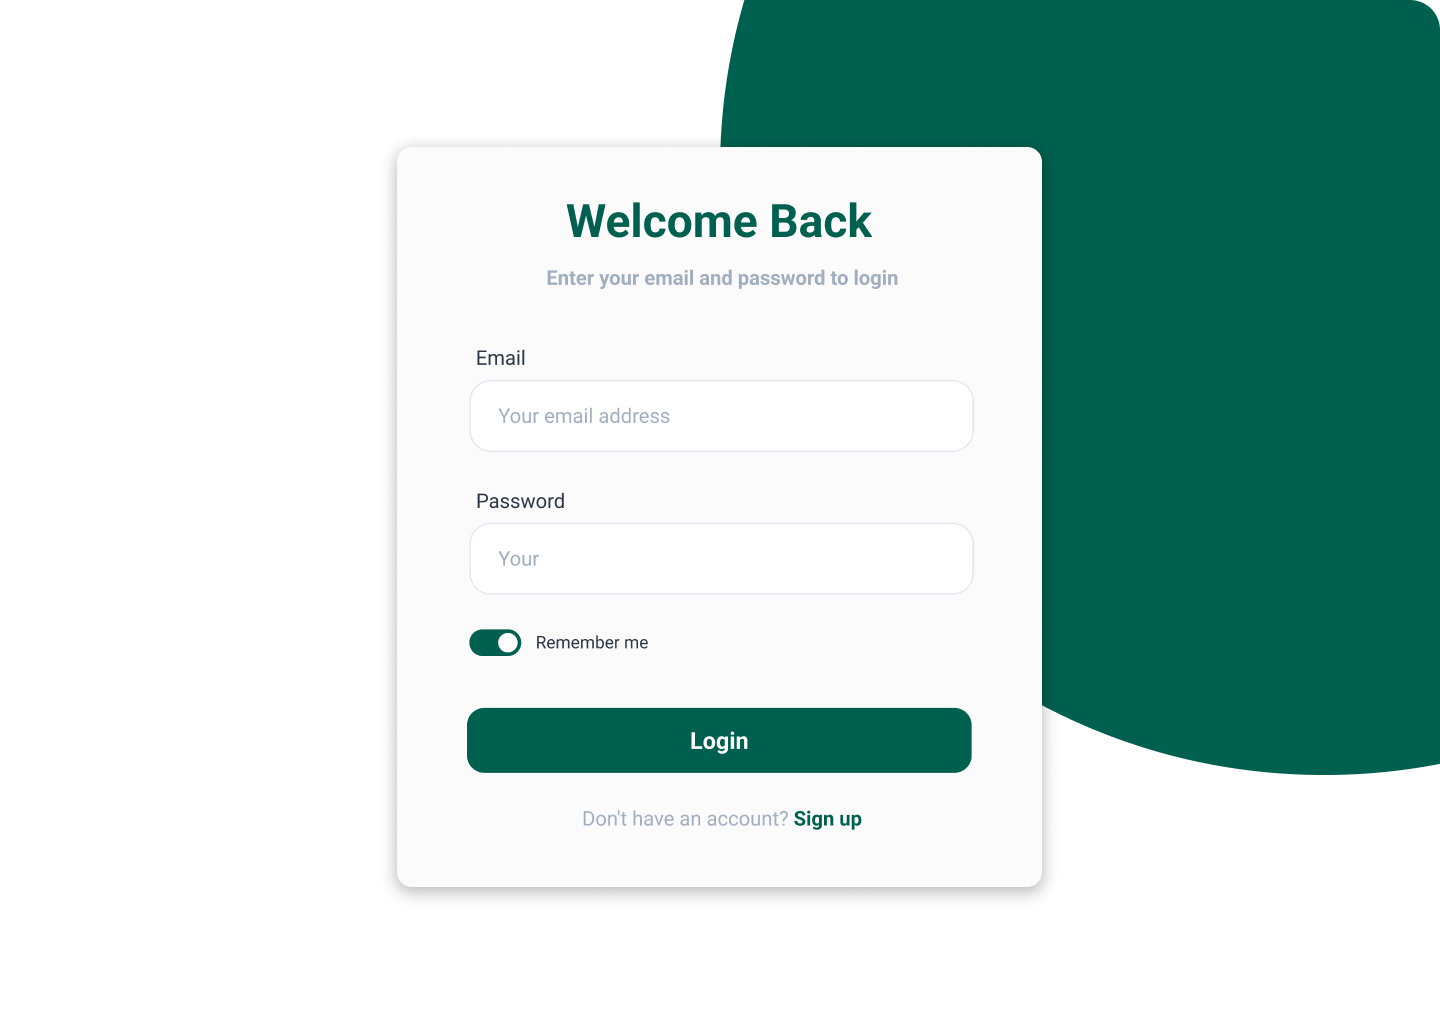 Welcome Back
Enter your email and password to login
Email
Your email address
Password
Your
Remember me
Login
Don't have an account? Sign up